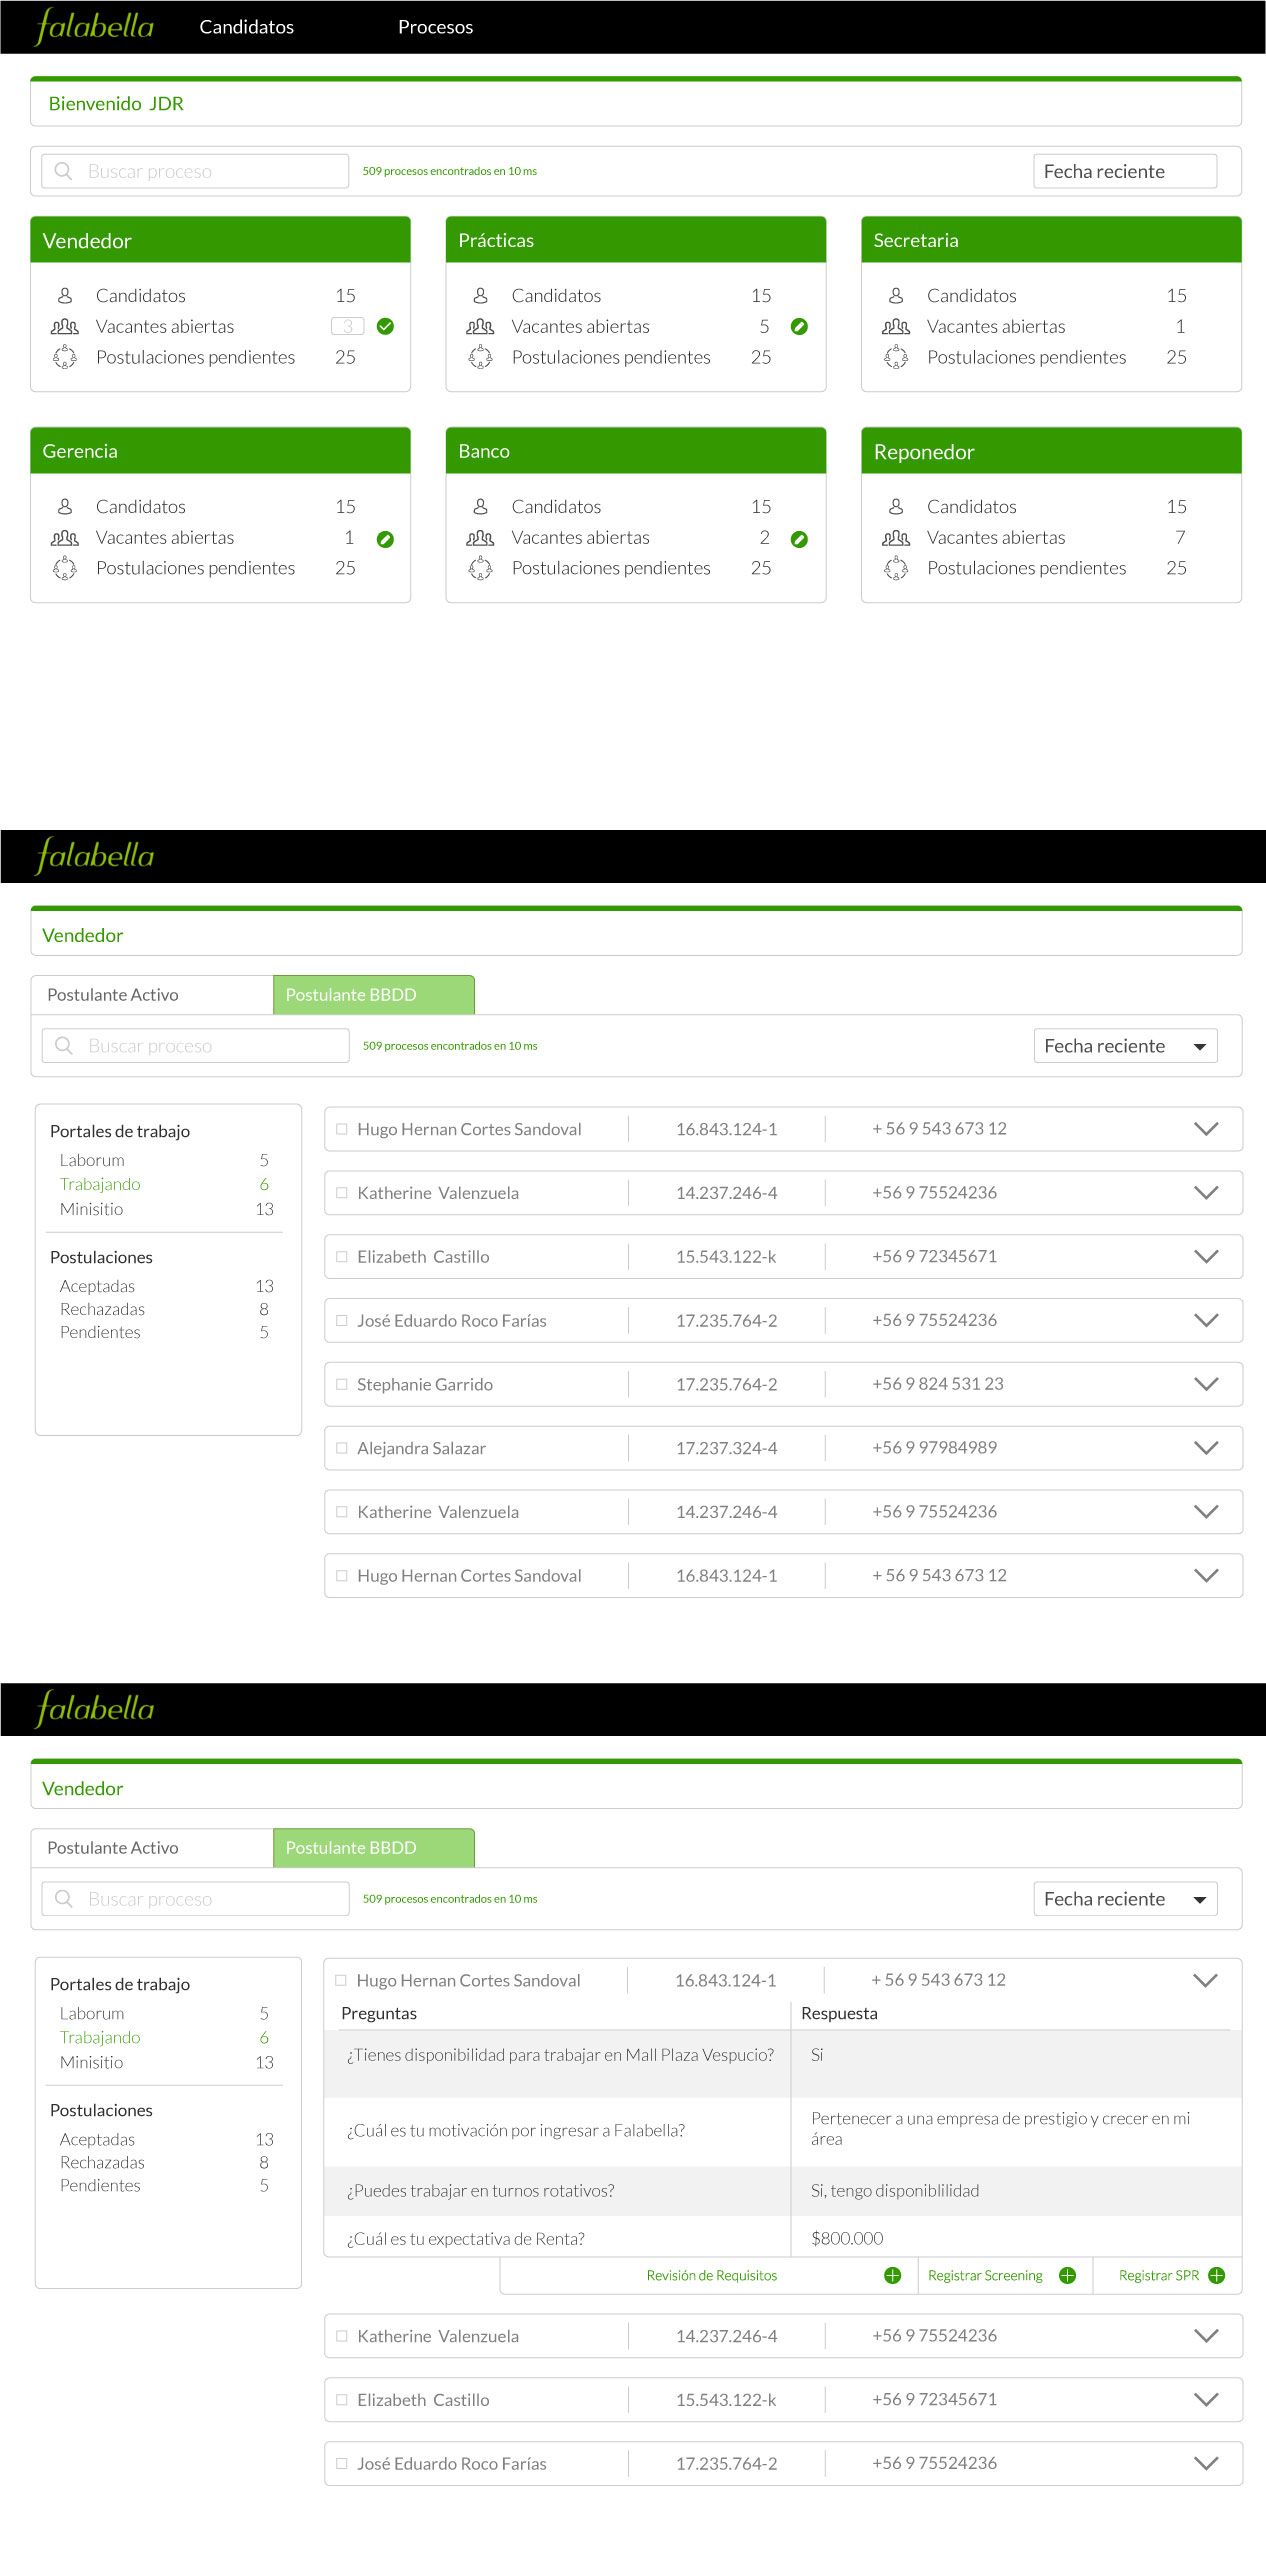 falabella Candidatos Procesos
Bienvenido JDR
Buscar proceso 509 procesos encontrados en 10 ms Fecha reciente
Vendedor Prácticas Secretaria
Candidatos 15 Candidatos 15 Candidatos 15
Vacantes abiertas 3 Vacantes abiertas 5 Vacantes abiertas 1
Postulaciones pendientes 25 Postulaciones pendientes 25 Postulaciones pendientes 25
Gerencia Banco Reponedor
Candidatos 15 Candidatos 15 Candidatos 15
Vacantes abiertas 1 Vacantes abiertas 2 Vacantes abiertas 7
Postulaciones pendientes 25 Postulaciones pendientes 25 Postulaciones pendientes 25
falabella
Vendedor
Postulante Activo Postulante BBDD
Buscar proceso 509 procesos encontrados en 10 ms Fecha reciente
Portales de trabajo
Laborum 5
Trabajando 6
Minisitio 13
Postulaciones
Aceptadas 13
Rechazadas 8
Pendientes 5
Hugo Hernan Cortes Sandoval 16.843.124-1 + 56 9 543 673 12
Katherine Valenzuela 14.237.246-4 +56 9 75524236
Elizabeth Castillo 15.543.122-k +56 9 72345671
José Eduardo Roco Farías 17.235.764-2 +56 9 75524236
Stephanie Garrido 17.235.764-2 +56 9 824 531 23
Alejandra Salazar 17.237.324-4 +56 9 97984989
Katherine Valenzuela 14.237.246-4 +56 9 75524236
Hugo Hernan Cortes Sandoval 16.843.124-1 + 56 9 543 673 12
falabella
Vendedor
Postulante Activo Postulante BBDD
Buscar proceso 509 procesos encontrados en 10 ms Fecha reciente
Portales de trabajo
Laborum 5
Trabajando 6
Minisitio 13
Postulaciones
Aceptadas 13
Rechazadas 8
Pendientes 5
Hugo Hernan Cortes Sandoval 16.843.124-1 + 56 9 543 673 12
Preguntas Respuesta
¿Tienes disponibilidad para trabajar en Mall Plaza Vespucio? Si
¿Cuál es tu motivación por ingresar a Falabella? Pertenecer a una empresa de prestigio y crecer en mi
área
¿Puedes trabajar en turnos rotativos? Si, tengo disponiblilidad
¿Cuál es tu expectativa de Renta? $800.000
Revisión de Requisitos Registrar Screening Registrar SPR
Katherine Valenzuela 14.237.246-4 +56 9 75524236
Elizabeth Castillo 15.543.122-k +56 9 72345671
José Eduardo Roco Farías 17.235.764-2 +56 9 75524236